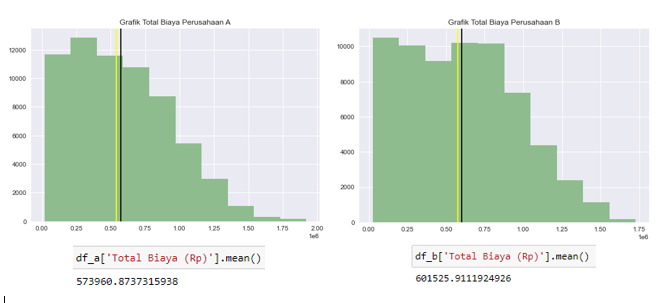 Grafik Total Biaya Perusahaan A
12000
10000
8000
6000
4000
2000
0
0.00 0.25 0.50 0.75 1.00 1.25 1.50 1.75 2.00
1e6
df_a['Total Biaya (Rp)'].mean()
573960.8737315938
Grafik Total Biaya Perusahaan B
10000
8000
6000
4000
2000
0
0.00 0.25 0.50 0.75 1.00 1.25 1.50 1.75
1e6
df_b['Total Biaya (Rp)'].mean()
601525.9111924926